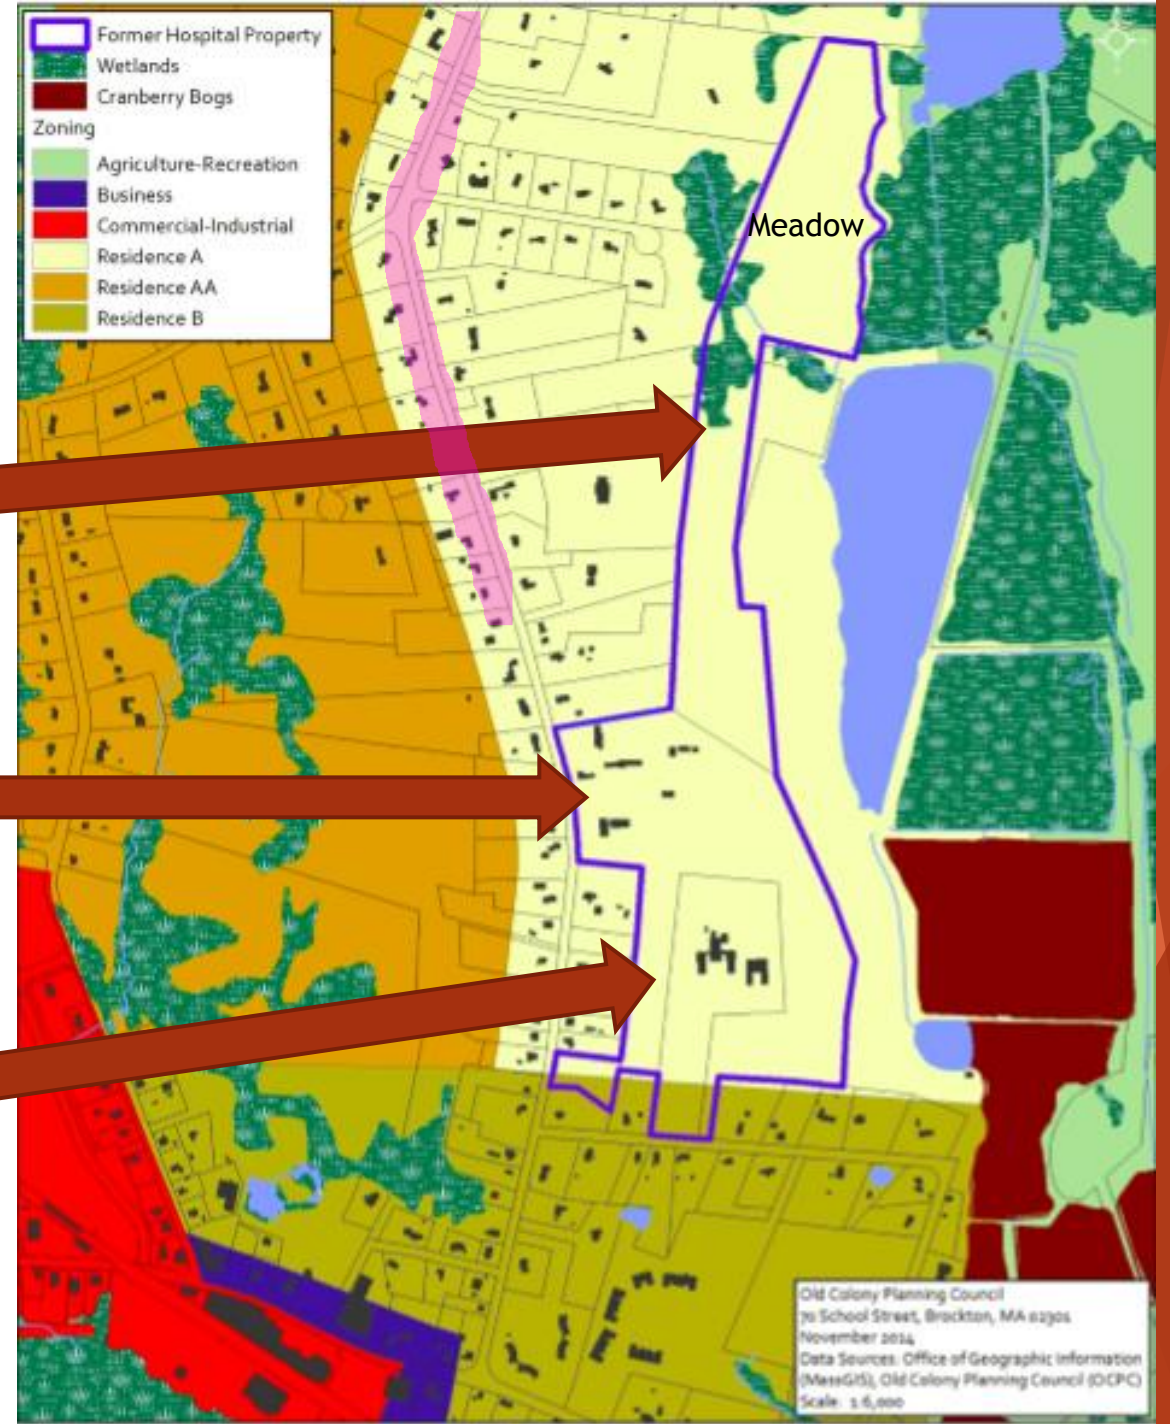 Former Hospital Property
Wetlands
Cranberry Bogs
Zoning
Agriculture-Recreation
Business
Commercial-Industrial
Residence A
Residence AA
Residence B
Meadow
Old Colony Planning Council
70 School Street, Brockton, MA 02301
November 2014
Data Sources: Office of Geographic Information
(MassGIS), Old Colony Planning Council (OCPC)
Scale: 1:6,000